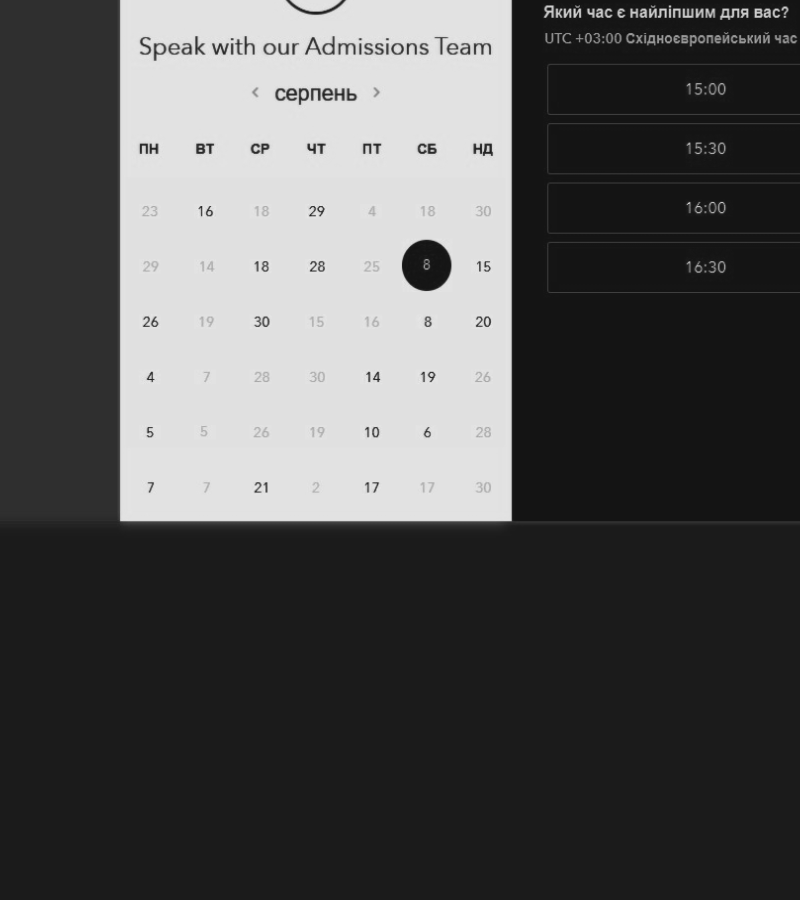 Speak with our Admissions Team
< серпень >
ПН ВТ СР ЧТ ПТ СБ НД
23 16 18 29 4 18 30
29 14 18 28 25 8 15
26 19 30 15 16 8 20
4 7 28 30 14 19 26
5 5 26 19 10 6 28
7 7 21 2 17 17 30
Який час є найліпшим для вас?
UTC +03:00 Східноєвропейський час
15:00
15:30
16:00
16:30